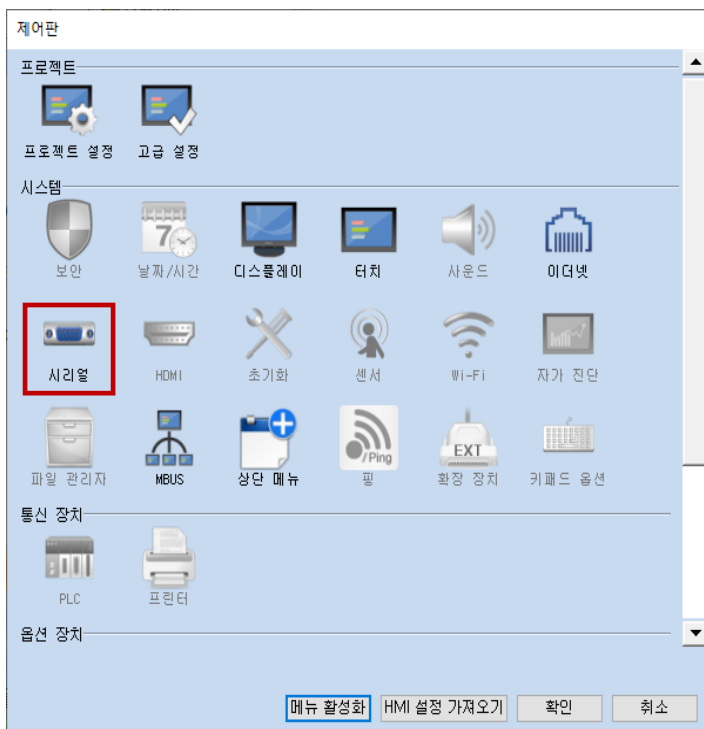 제어판
프로젝트
프로젝트 설정 고급 설정
시스템
7
보안 날짜/시간 디스플레이 터치 사운드 이더넷
시리얼 HDMI 초기화 센서 Wi-Fi 자가 진단
/Ping
EXT
파일 관리자 MBUS 상단 메뉴 핑 확장 장치 키패드 옵션
통신 장치
PLC 프린터
옵션 장치
메뉴 활성화 HMI 설정 가져오기 확인 취소